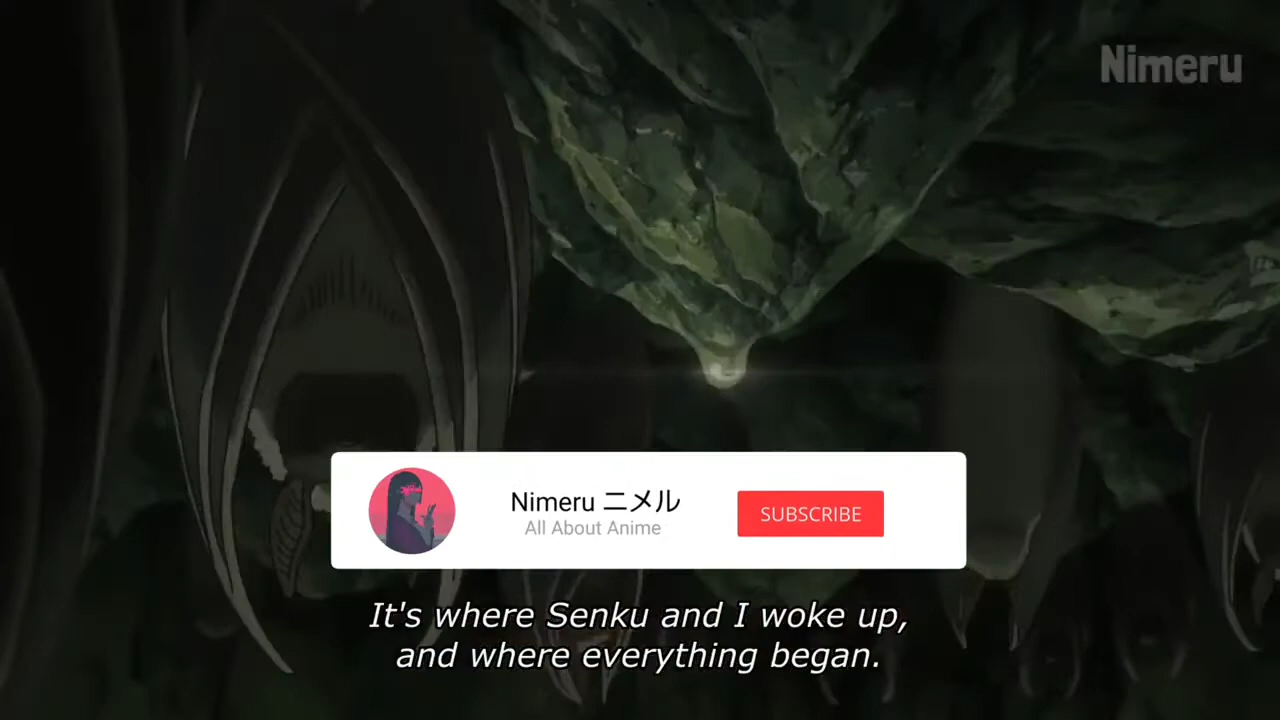 Nimeru
Nimeru ニメル
All About Anime
SUBSCRIBE
It's where Senku and I woke up,
and where everything began.